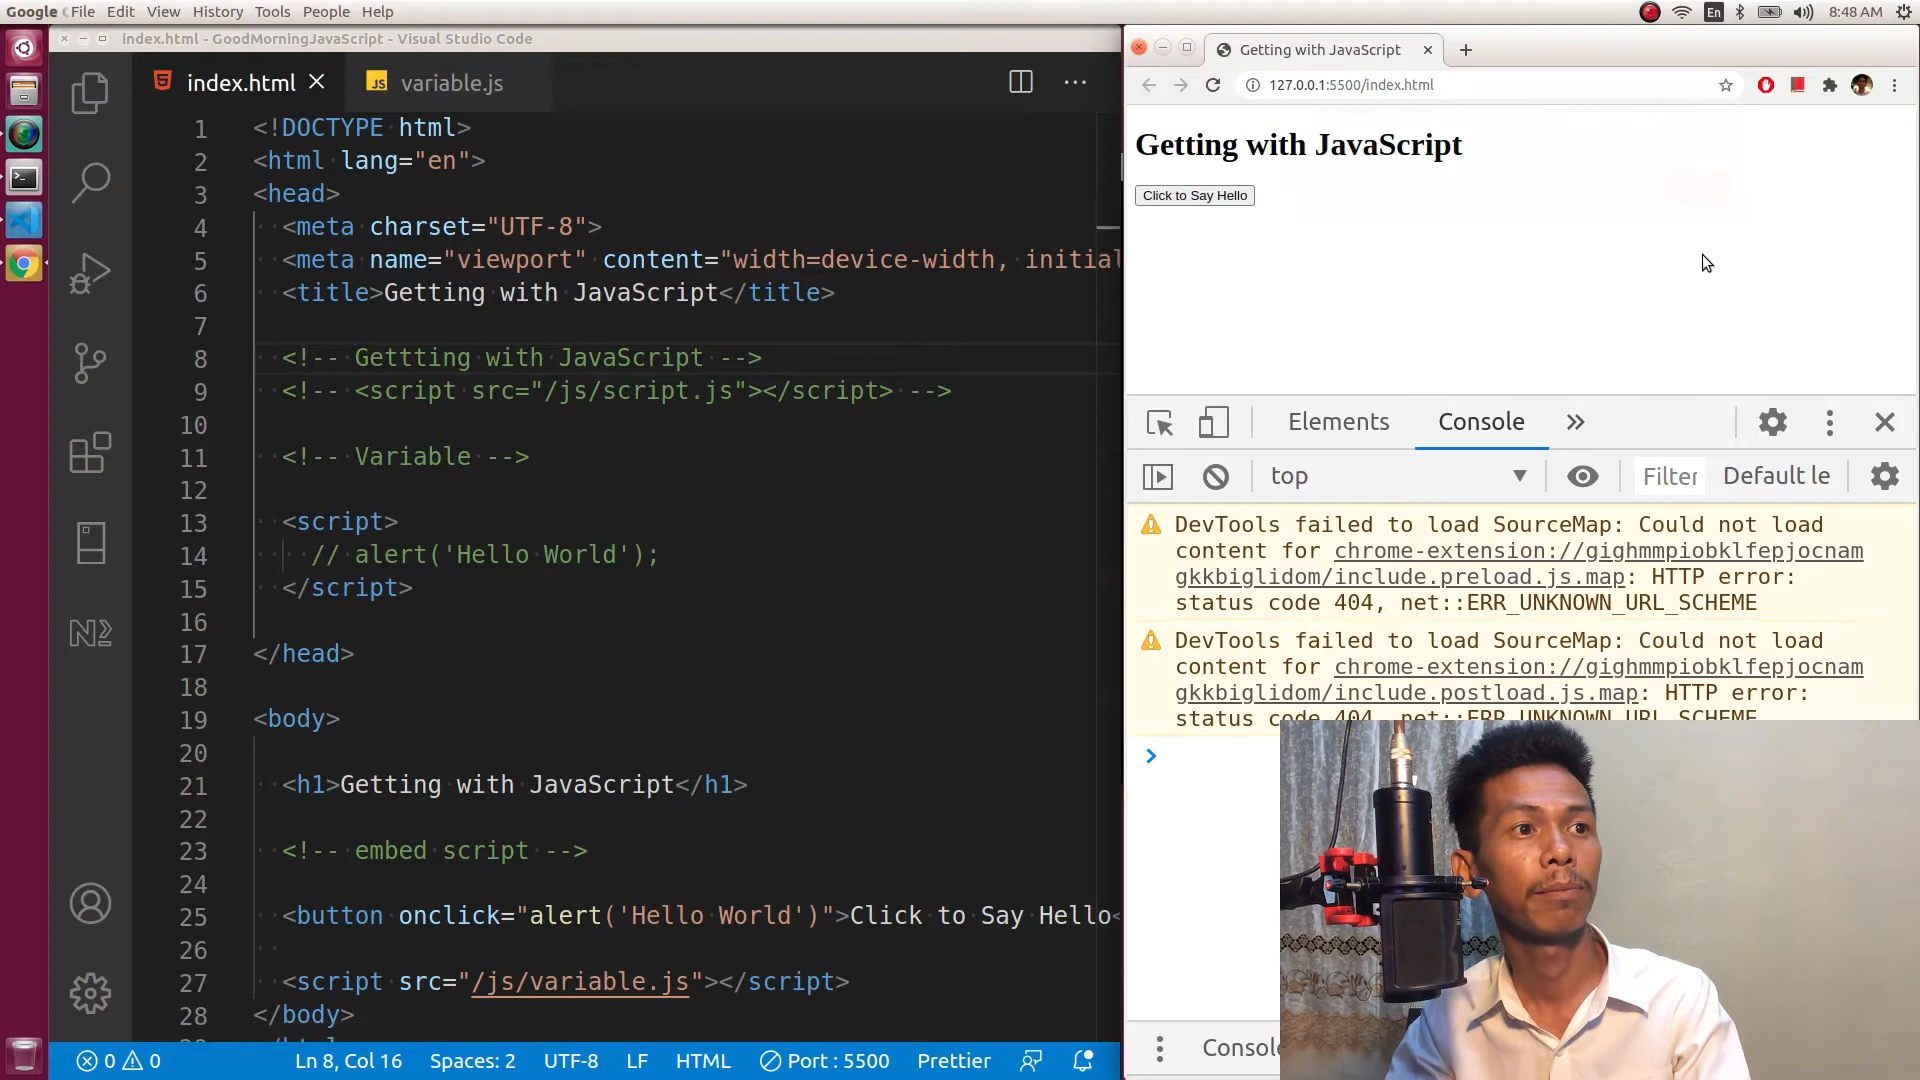 Google
File Edit View History Tools People Help
En
8:48 AM
index.html - GoodMorningJavaScript - Visual Studio Code
index.html
JS variable.js
1 <!DOCTYPE html>
2 <html lang="en">
3 <head>
4 <meta charset="UTF-8">
5 <meta name="viewport" content="width=device-width, initial
6 <title>Getting with JavaScript</title>
7
8 <!-- Gettting with JavaScript -->
9 <!-- <script src="/js/script.js"></script> -->
10
11 <!-- Variable -->
12
13 <script>
14 // alert('Hello World');
15 </script>
16
17 </head>
18
19 <body>
20
21 <h1>Getting with JavaScript</h1>
22
23 <!-- embed script -->
24
25 <button onclick="alert('Hello World')">Click to Say Hello<
26
27 <script src="/js/variable.js"></script>
28 </body>
0 0
Ln 8, Col 16 Spaces: 2 UTF-8 LF HTML Port : 5500 Prettier
Getting with JavaScript
127.0.0.1:5500/index.html
Getting with JavaScript
Click to Say Hello
Elements Console
top Filter Default le
DevTools failed to load SourceMap: Could not load
content for chrome-extension://gighmmpiobklfepjocnam
gkkbiglidom/include.preload.js.map: HTTP error:
status code 404, net::ERR_UNKNOWN_URL_SCHEME
DevTools failed to load SourceMap: Could not load
content for chrome-extension://gighmmpiobklfepjocnam
gkkbiglidom/include.postload.js.map: HTTP error:
status code 404, net::ERR_UNKNOWN_URL_SCHEME
Console